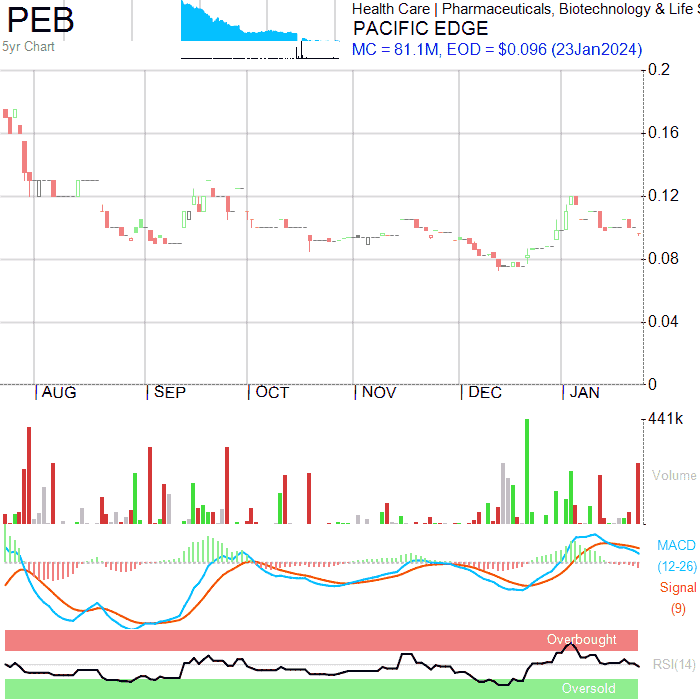 PEB
5yr Chart
Health Care | Pharmaceuticals, Biotechnology & Life S
PACIFIC EDGE
MC = 81.1M, EOD = $0.096 (23Jan2024)
0.2
0.16
0.12
0.08
0.04
0
|AUG |SEP |OCT |NOV |DEC |JAN
441k
Volume
MACD
(12-26)
Signal
(9)
Overbought
RSI(14)
Oversold